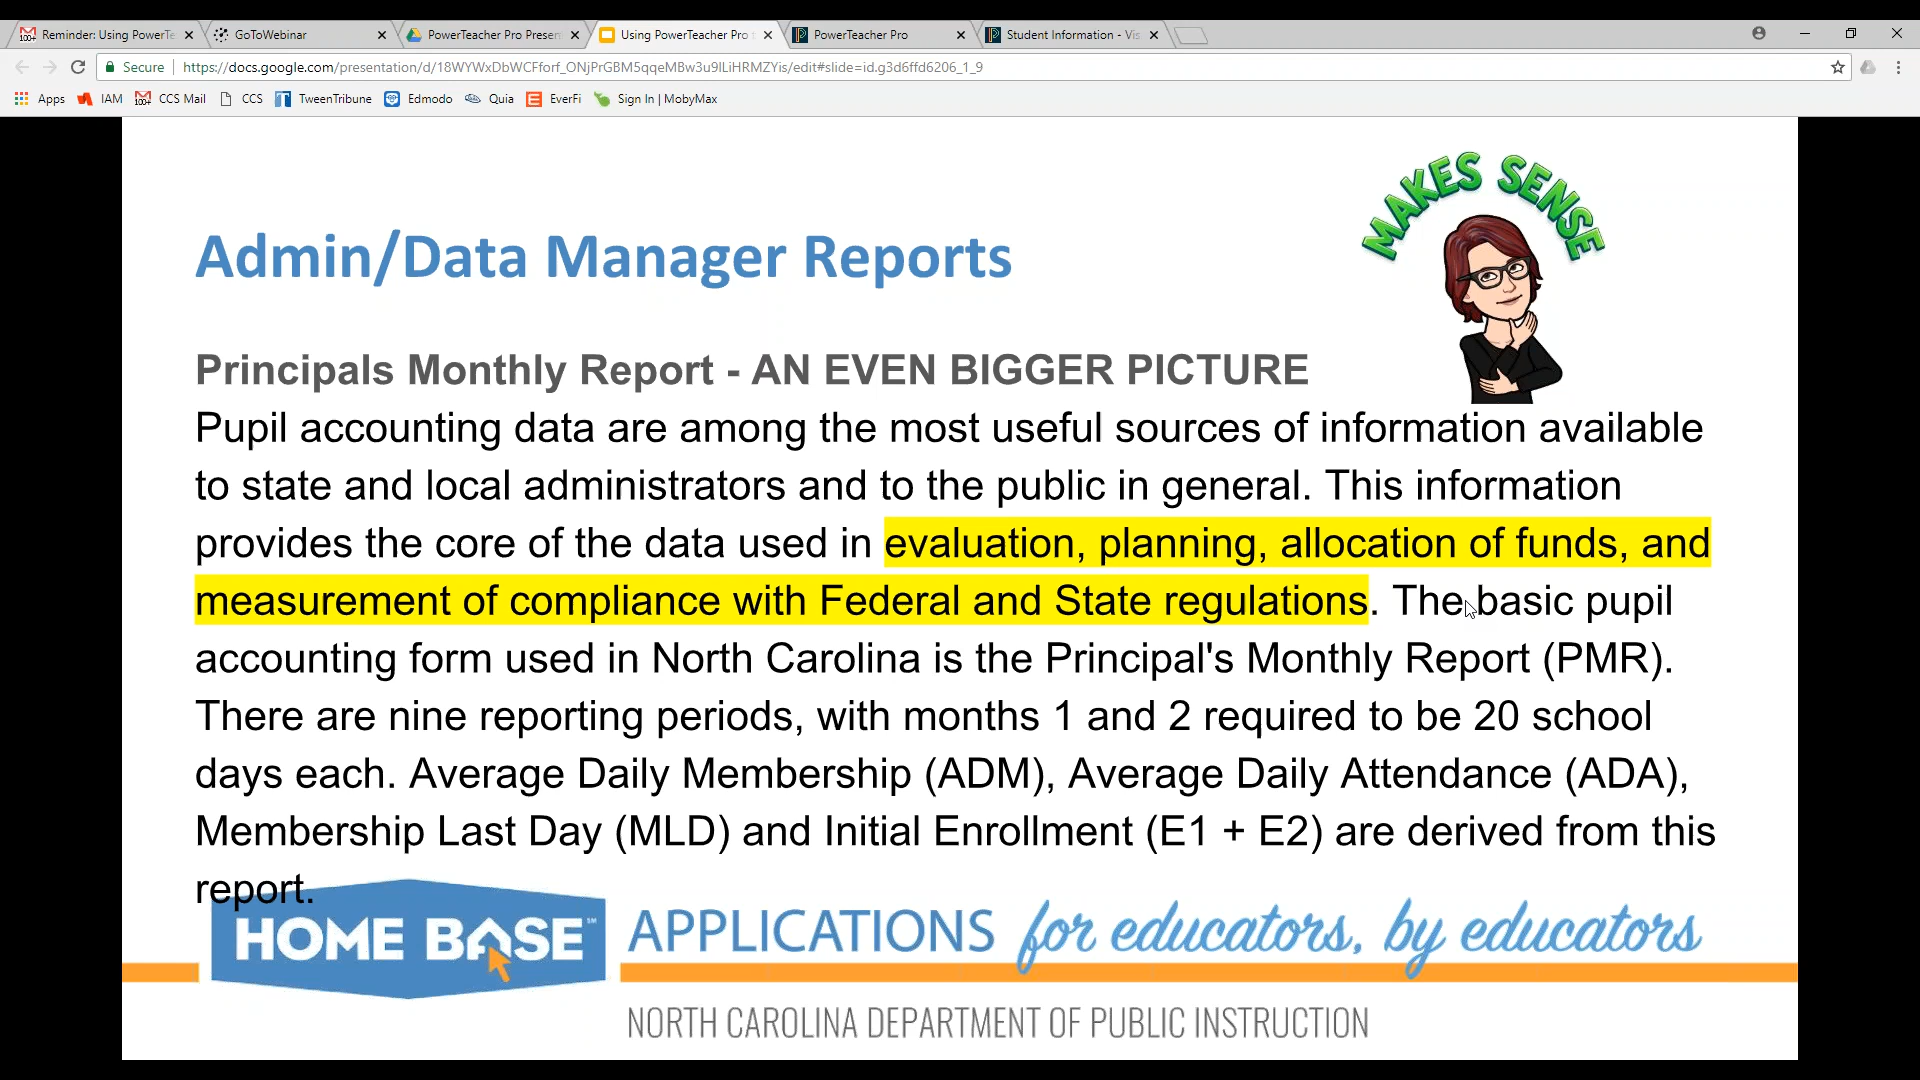 Reminder: Using PowerTe
GoToWebinar
PowerTeacher Pro Presen
Using PowerTeacher Pro
PowerTeacher Pro
Student Information - Vis
Secure
https://docs.google.com/presentation/d/18WYWxDbWCFforf_ONjPrGBM5qqeMBw3u9lLiHRMZYis/edit#slide=id.g3d6ffd6206_1_9
Apps
IAM
CCS Mail
CCS
TweenTribune
Edmodo
Quia
EverFi
Sign In | MobyMax
MAKES SENSE
Admin/Data Manager Reports
Principals Monthly Report - AN EVEN BIGGER PICTURE
Pupil accounting data are among the most useful sources of information available
to state and local administrators and to the public in general. This information
provides the core of the data used in evaluation, planning, allocation of funds, and
measurement of compliance with Federal and State regulations. The basic pupil
accounting form used in North Carolina is the Principal's Monthly Report (PMR).
There are nine reporting periods, with months 1 and 2 required to be 20 school
days each. Average Daily Membership (ADM), Average Daily Attendance (ADA),
Membership Last Day (MLD) and Initial Enrollment (E1 + E2) are derived from this
report.
HOME BASE℠ APPLICATIONS for educators, by educators
NORTH CAROLINA DEPARTMENT OF PUBLIC INSTRUCTION